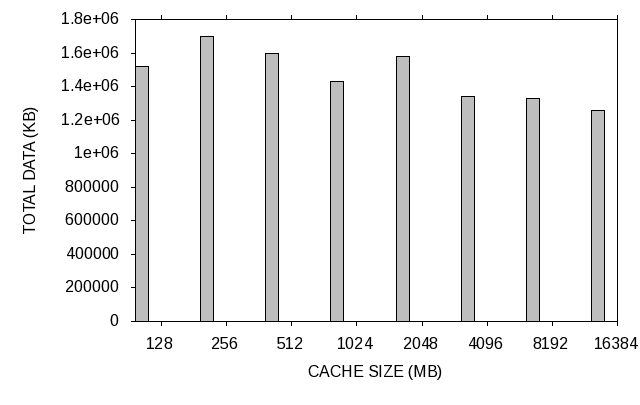 1.8e+06
1.6e+06
1.4e+06
1.2e+06
1e+06
800000
600000
400000
200000
0
TOTAL DATA (KB)
128 256 512 1024 2048 4096 8192 16384
CACHE SIZE (MB)